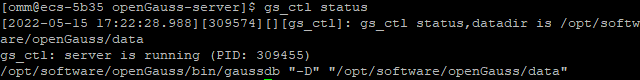 [omm@ecs-5b35 openGauss-server]$ gs_ctl status
[2022-05-15 17:22:28.988][309574][][gs_ctl]: gs_ctl status,datadir is /opt/softw
are/openGauss/data
gs_ctl: server is running (PID: 309455)
/opt/software/openGauss/bin/gaussdb "-D" "/opt/software/openGauss/data"